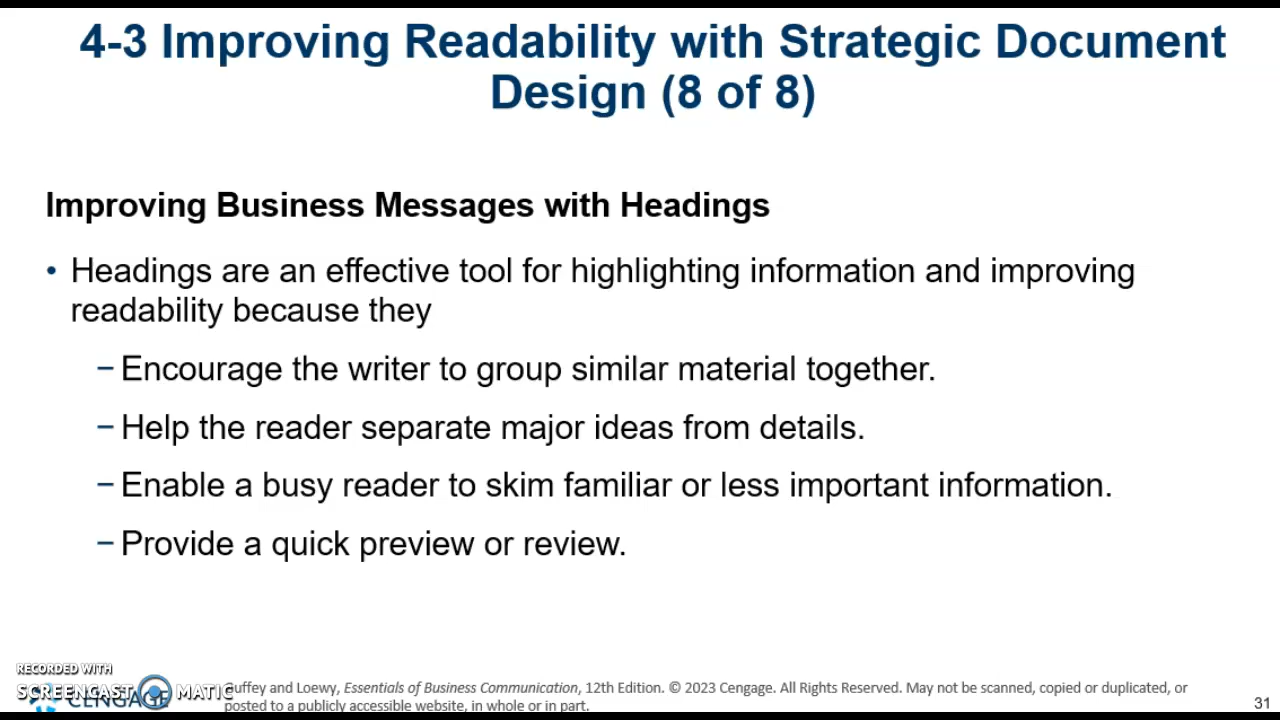 4-3 Improving Readability with Strategic Document
Design (8 of 8)
Improving Business Messages with Headings
• Headings are an effective tool for highlighting information and improving
readability because they
− Encourage the writer to group similar material together.
− Help the reader separate major ideas from details.
− Enable a busy reader to skim familiar or less important information.
− Provide a quick preview or review.
RECORDED WITH
SCREENCAST MATIC
CENGAGE
Guffey and Loewy, Essentials of Business Communication, 12th Edition. © 2023 Cengage. All Rights Reserved. May not be scanned, copied or duplicated, or
posted to a publicly accessible website, in whole or in part.
31